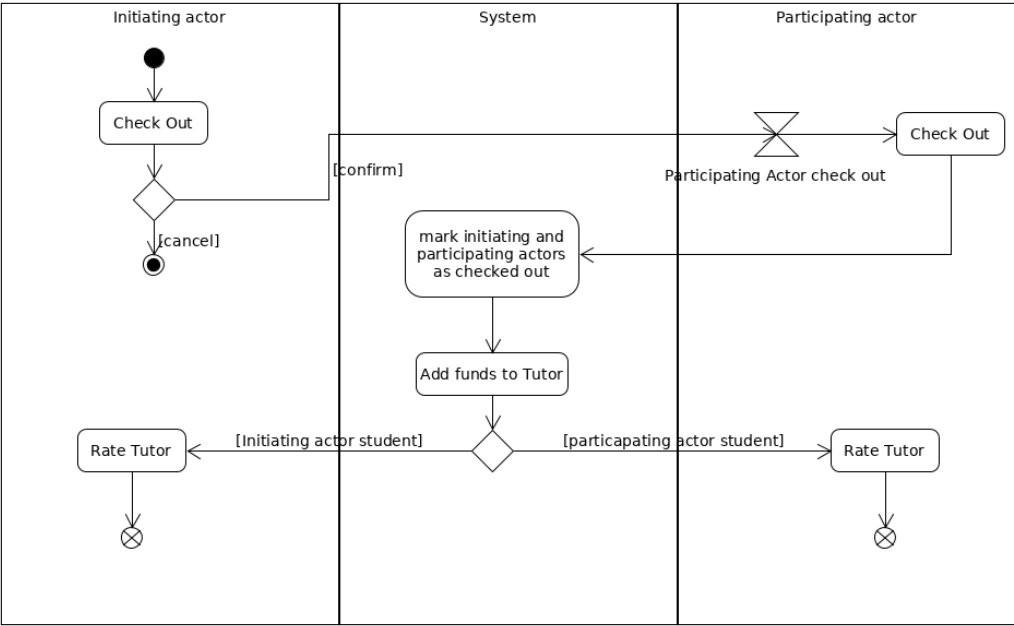 Initiating actor
System
Participating actor
Check Out
Check Out
[confirm]
Participating Actor check out
[cancel]
mark initiating and
participating actors
as checked out
Add funds to Tutor
[Initiating actor student]
[particapating actor student]
Rate Tutor
Rate Tutor